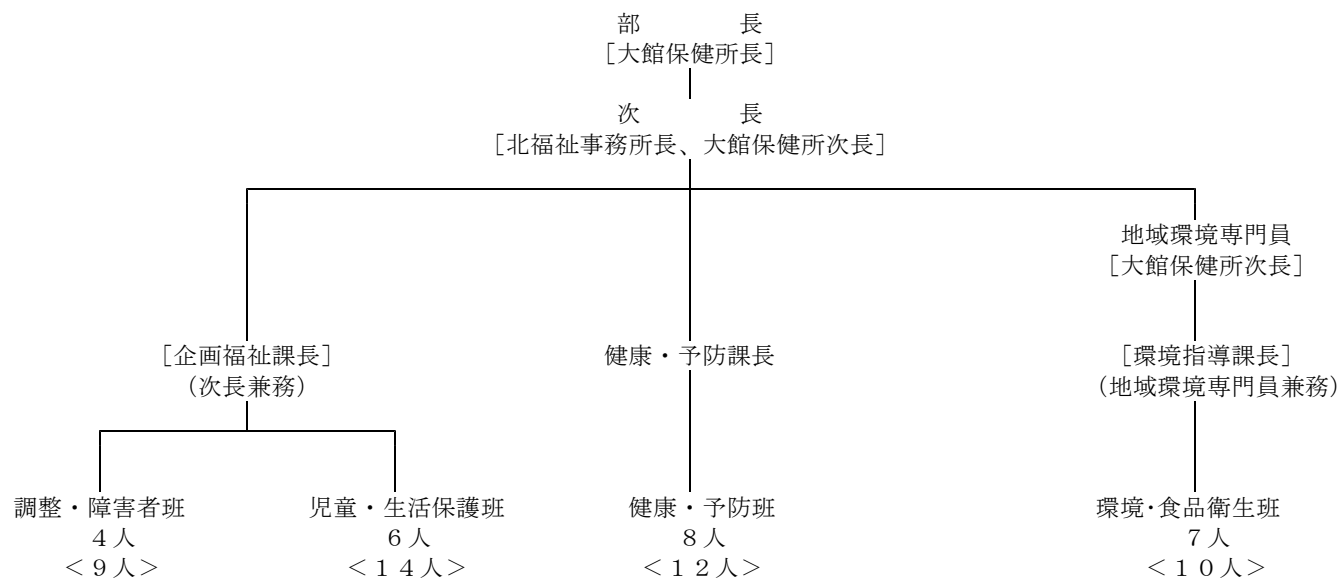 部　　　　長
［大館保健所長］
次　　　　長
［北福祉事務所長、大館保健所次長］
地域環境専門員
［大館保健所次長］
［企画福祉課長］
（次長兼務）
健康・予防課長
［環境指導課長］
（地域環境専門員兼務）
調整・障害者班
４人
＜９人＞
児童・生活保護班
６人
＜１４人＞
健康・予防班
８人
＜１２人＞
環境・食品衛生班
７人
＜１０人＞